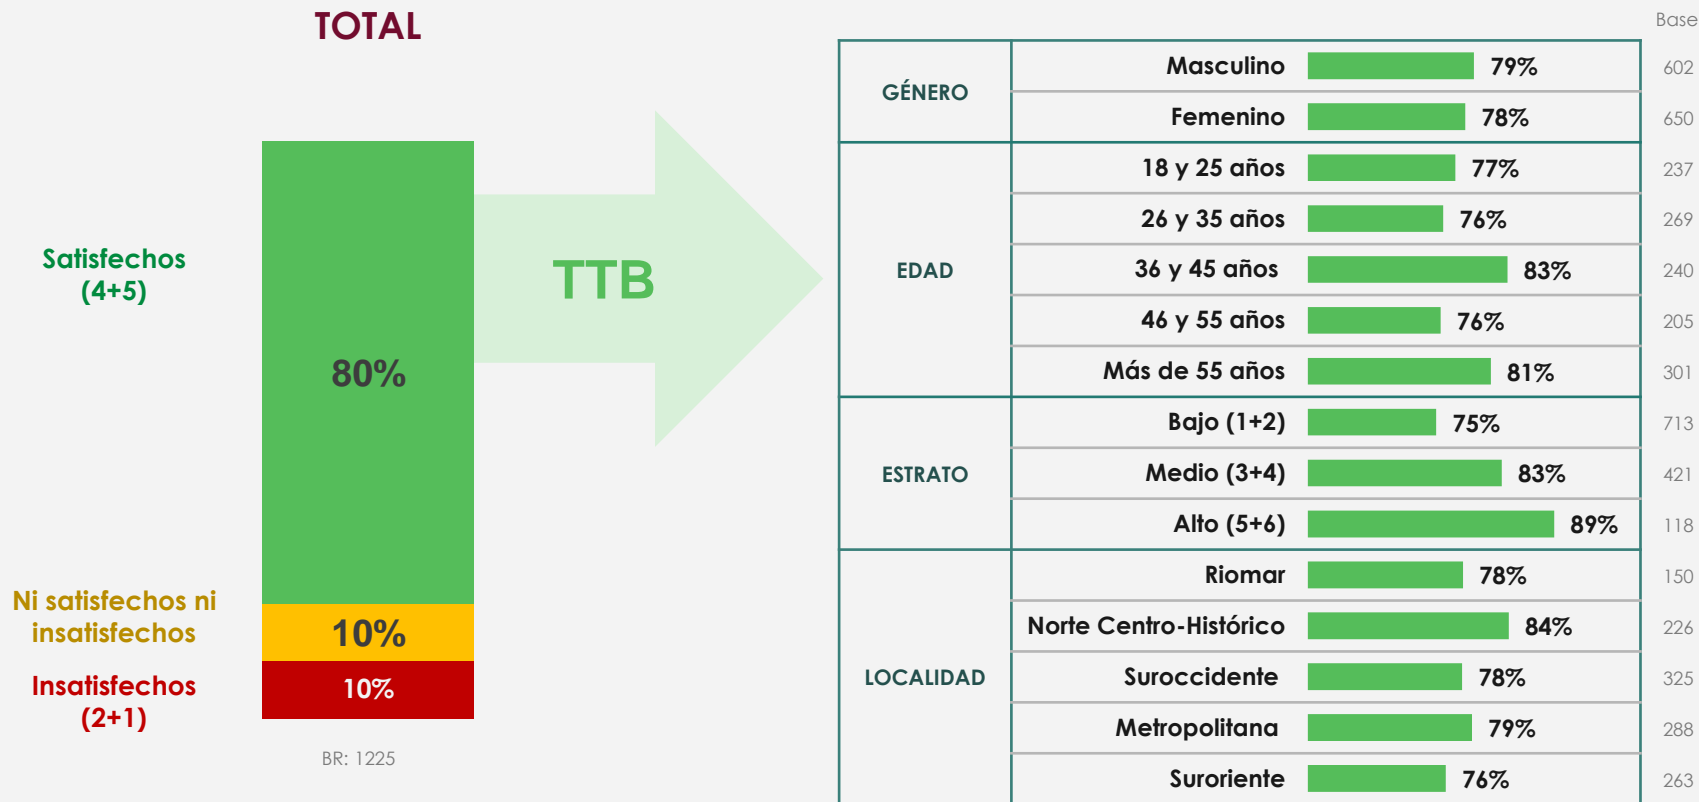 TOTAL
Satisfechos
(4+5)
80%
Ni satisfechos ni
insatisfechos
10%
Insatisfechos
(2+1)
10%
BR: 1225
TTB
Base
GÉNERO
Masculino 79% 602
Femenino 78% 650
EDAD
18 y 25 años 77% 237
26 y 35 años 76% 269
36 y 45 años 83% 240
46 y 55 años 76% 205
Más de 55 años 81% 301
ESTRATO
Bajo (1+2) 75% 713
Medio (3+4) 83% 421
Alto (5+6) 89% 118
LOCALIDAD
Riomar 78% 150
Norte Centro-Histórico 84% 226
Suroccidente 78% 325
Metropolitana 79% 288
Suroriente 76% 263